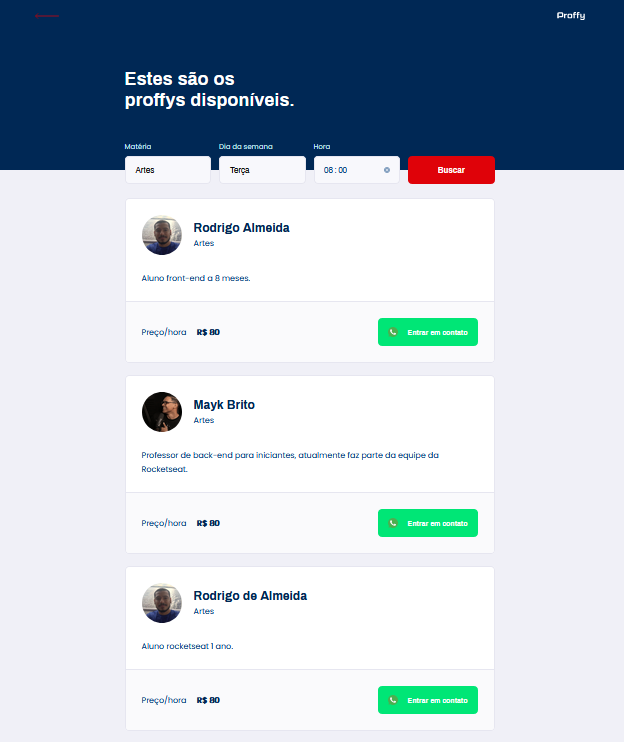 Proffy
Estes são os
proffys disponíveis.
Matéria Dia da semana Hora
Artes Terça 08 : 00 Buscar
Rodrigo Almeida
Artes
Aluno front-end a 8 meses.
Preço/hora R$ 80 Entrar em contato
Mayk Brito
Artes
Professor de back-end para iniciantes, atualmente faz parte da equipe da
Rocketseat.
Preço/hora R$ 80 Entrar em contato
Rodrigo de Almeida
Artes
Aluno rocketseat 1 ano.
Preço/hora R$ 80 Entrar em contato